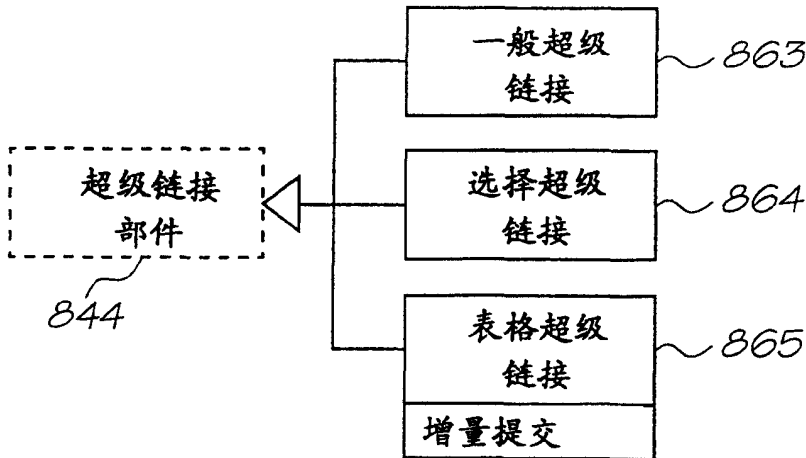 一般超级
链接
863
超级链接
部件
844
选择超级
链接
864
表格超级
链接
865
增量提交